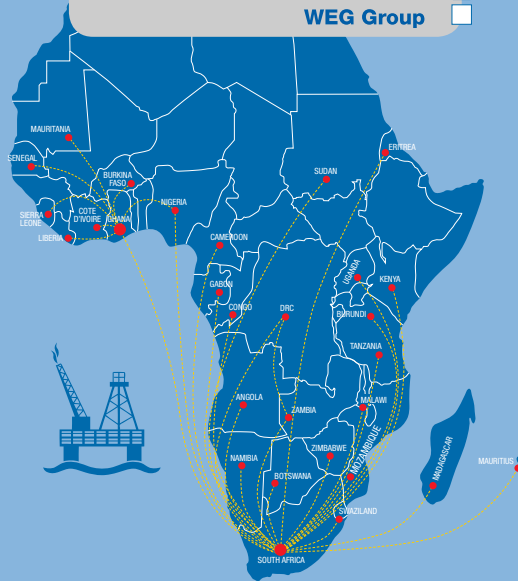 WEG Group
MAURITANIA
ERITREA
SENEGAL
SUDAN
BURKINA
FASO
NIGERIA
SIERRA
LEONE
COTE
D'IVOIRE
GHANA
LIBERIA
CAMEROON
UGANDA
KENYA
GABON
CONGO
DRC
BURUNDI
TANZANIA
ANGOLA
MALAWI
ZAMBIA
MOZAMBIQUE
ZIMBABWE
NAMIBIA
MADAGASCAR
MAURITIUS
BOTSWANA
SWAZILAND
SOUTH AFRICA